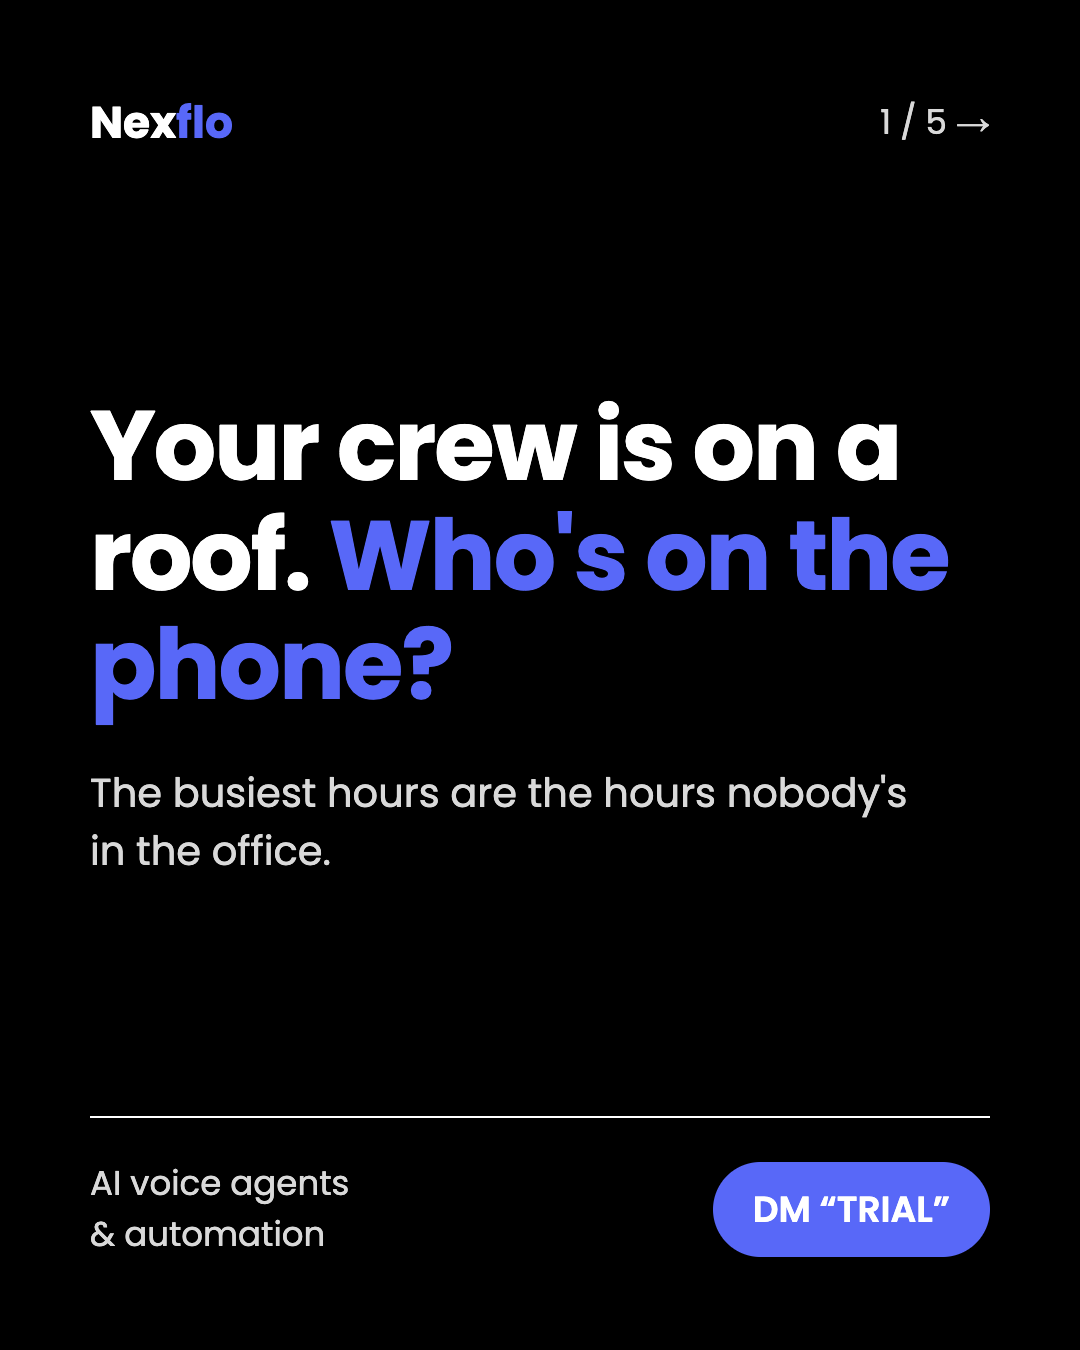 Nexflo
1 / 5 →
Your crew is on a
roof. Who's on the
phone?
The busiest hours are the hours nobody's
in the office.
AI voice agents
& automation
DM “TRIAL”